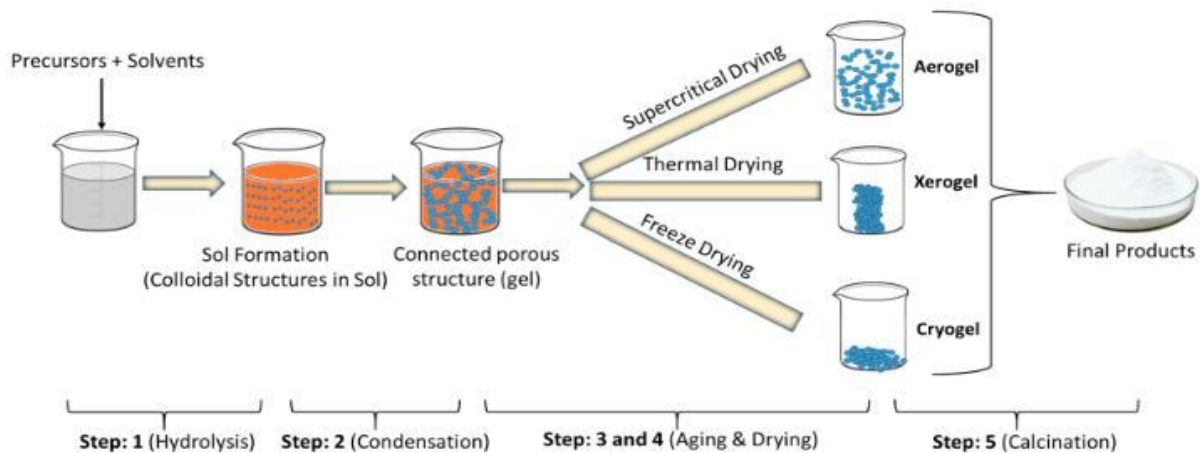 Precursors + Solvents
Sol Formation
(Colloidal Structures in Sol)
Connected porous
structure (gel)
Supercritical Drying
Thermal Drying
Freeze Drying
Aerogel
Xerogel
Cryogel
Final Products
Step: 1 (Hydrolysis)
Step: 2 (Condensation)
Step: 3 and 4 (Aging & Drying)
Step: 5 (Calcination)